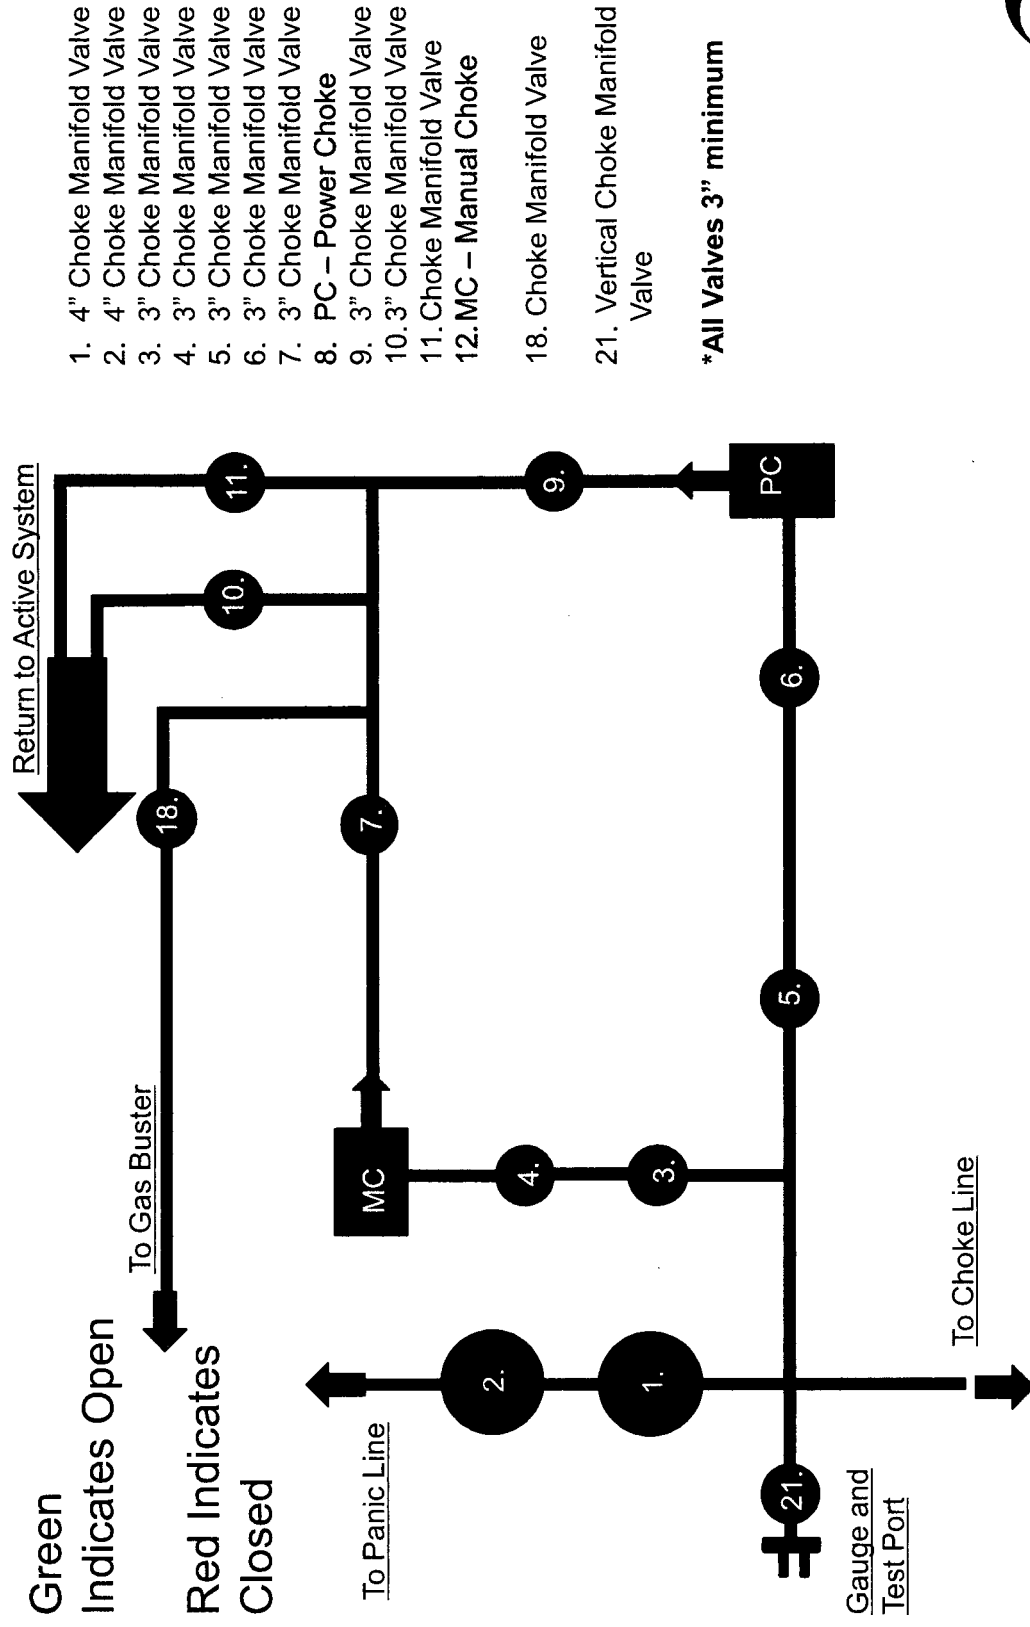 Green
Indicates Open
Red Indicates
Closed
To Gas Buster
Return to Active System
To Panic Line
Gauge and
Test Port
To Choke Line
21.
1.
2.
3.
4.
MC
5.
6.
PC
7.
9.
10.
11.
18.
1. 4" Choke Manifold Valve
2. 4" Choke Manifold Valve
3. 3" Choke Manifold Valve
4. 3" Choke Manifold Valve
5. 3" Choke Manifold Valve
6. 3" Choke Manifold Valve
7. 3" Choke Manifold Valve
8. PC – Power Choke
9. 3" Choke Manifold Valve
10. 3" Choke Manifold Valve
11. Choke Manifold Valve
12. MC – Manual Choke
18. Choke Manifold Valve
21. Vertical Choke Manifold
Valve
*All Valves 3" minimum